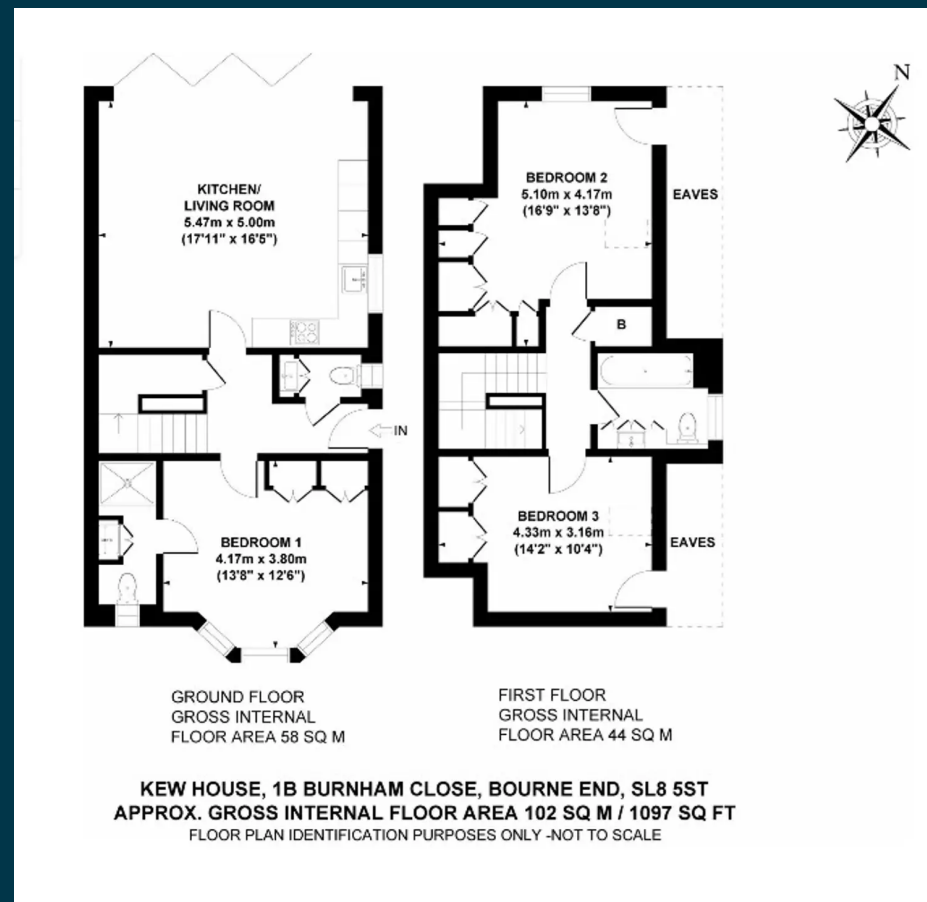 N
KITCHEN/
LIVING ROOM
5.47m x 5.00m
(17'11" x 16'5")
BEDROOM 2
5.10m x 4.17m
(16'9" x 13'8")
EAVES
B
IN
BEDROOM 1
4.17m x 3.80m
(13'8" x 12'6")
BEDROOM 3
4.33m x 3.16m
(14'2" x 10'4")
EAVES
GROUND FLOOR
GROSS INTERNAL
FLOOR AREA 58 SQ M
FIRST FLOOR
GROSS INTERNAL
FLOOR AREA 44 SQ M
KEW HOUSE, 1B BURNHAM CLOSE, BOURNE END, SL8 5ST
APPROX. GROSS INTERNAL FLOOR AREA 102 SQ M / 1097 SQ FT
FLOOR PLAN IDENTIFICATION PURPOSES ONLY -NOT TO SCALE